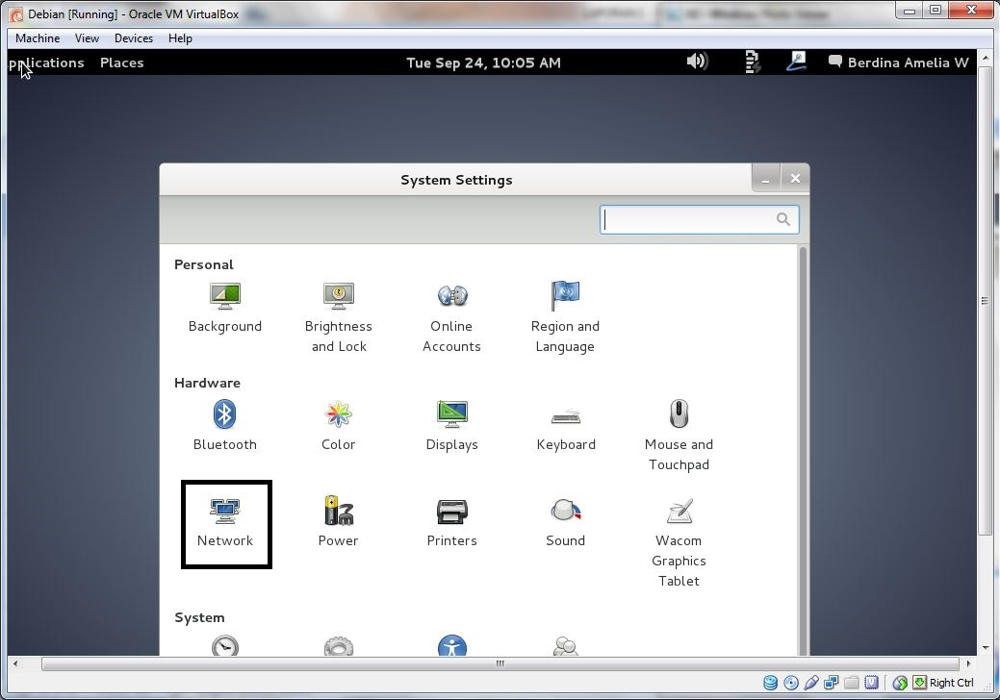 Debian [Running] - Oracle VM VirtualBox
Machine View Devices Help
pplications Places Tue Sep 24, 10:05 AM Berdina Amelia W
System Settings
Personal
Background
Brightness and Lock
Online Accounts
Region and Language
Hardware
Bluetooth
Color
Displays
Keyboard
Mouse and Touchpad
Network
Power
Printers
Sound
Wacom Graphics Tablet
System
Right Ctrl